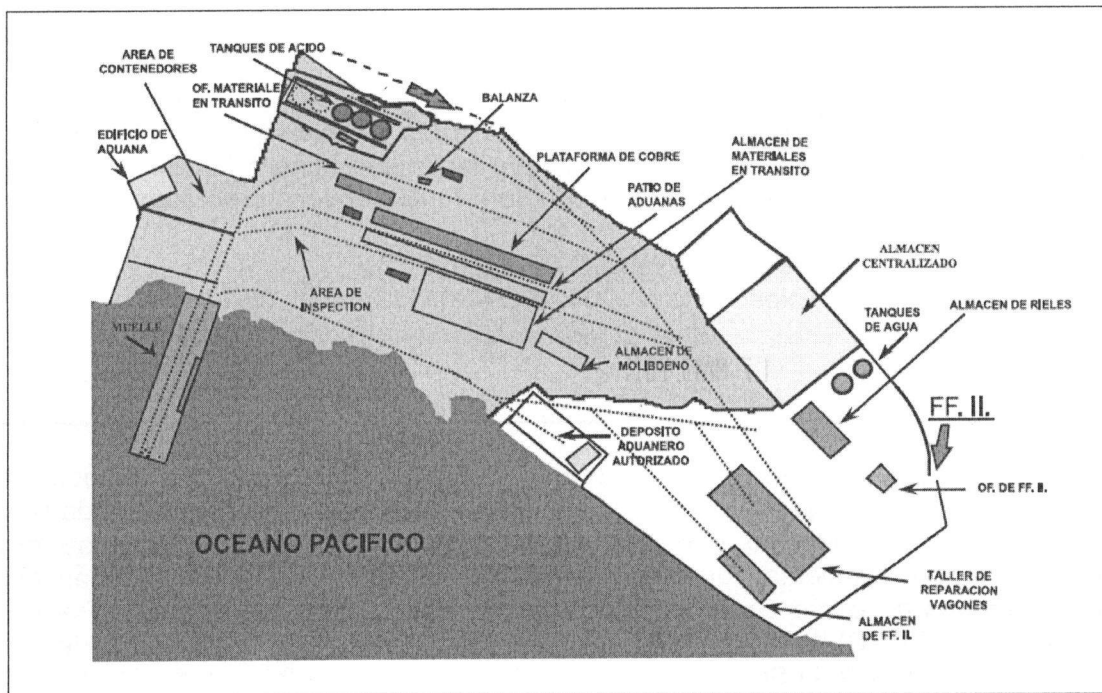 TANQUES DE ACIDO
AREA DE
CONTENEDORES
OF. MATERIALES
EN TRANSITO
BALANZA
EDIFICIO DE
ADUANA
PLATAFORMA DE COBRE
ALMACEN DE
MATERIALES
EN TRANSITO
PATIO DE
ADUANAS
ALMACEN
CENTRALIZADO
AREA DE
INSPECTION
TANQUES
DE AGUA
ALMACEN DE RIELES
MUELLE
ALMACEN DE
MOLIBDENO
FF. II.
DEPOSITO
ADUANERO
AUTORIZADO
OF. DE FF. II.
OCEANO PACIFICO
TALLER DE
REPARACION
VAGONES
ALMACEN
DE FF. II.